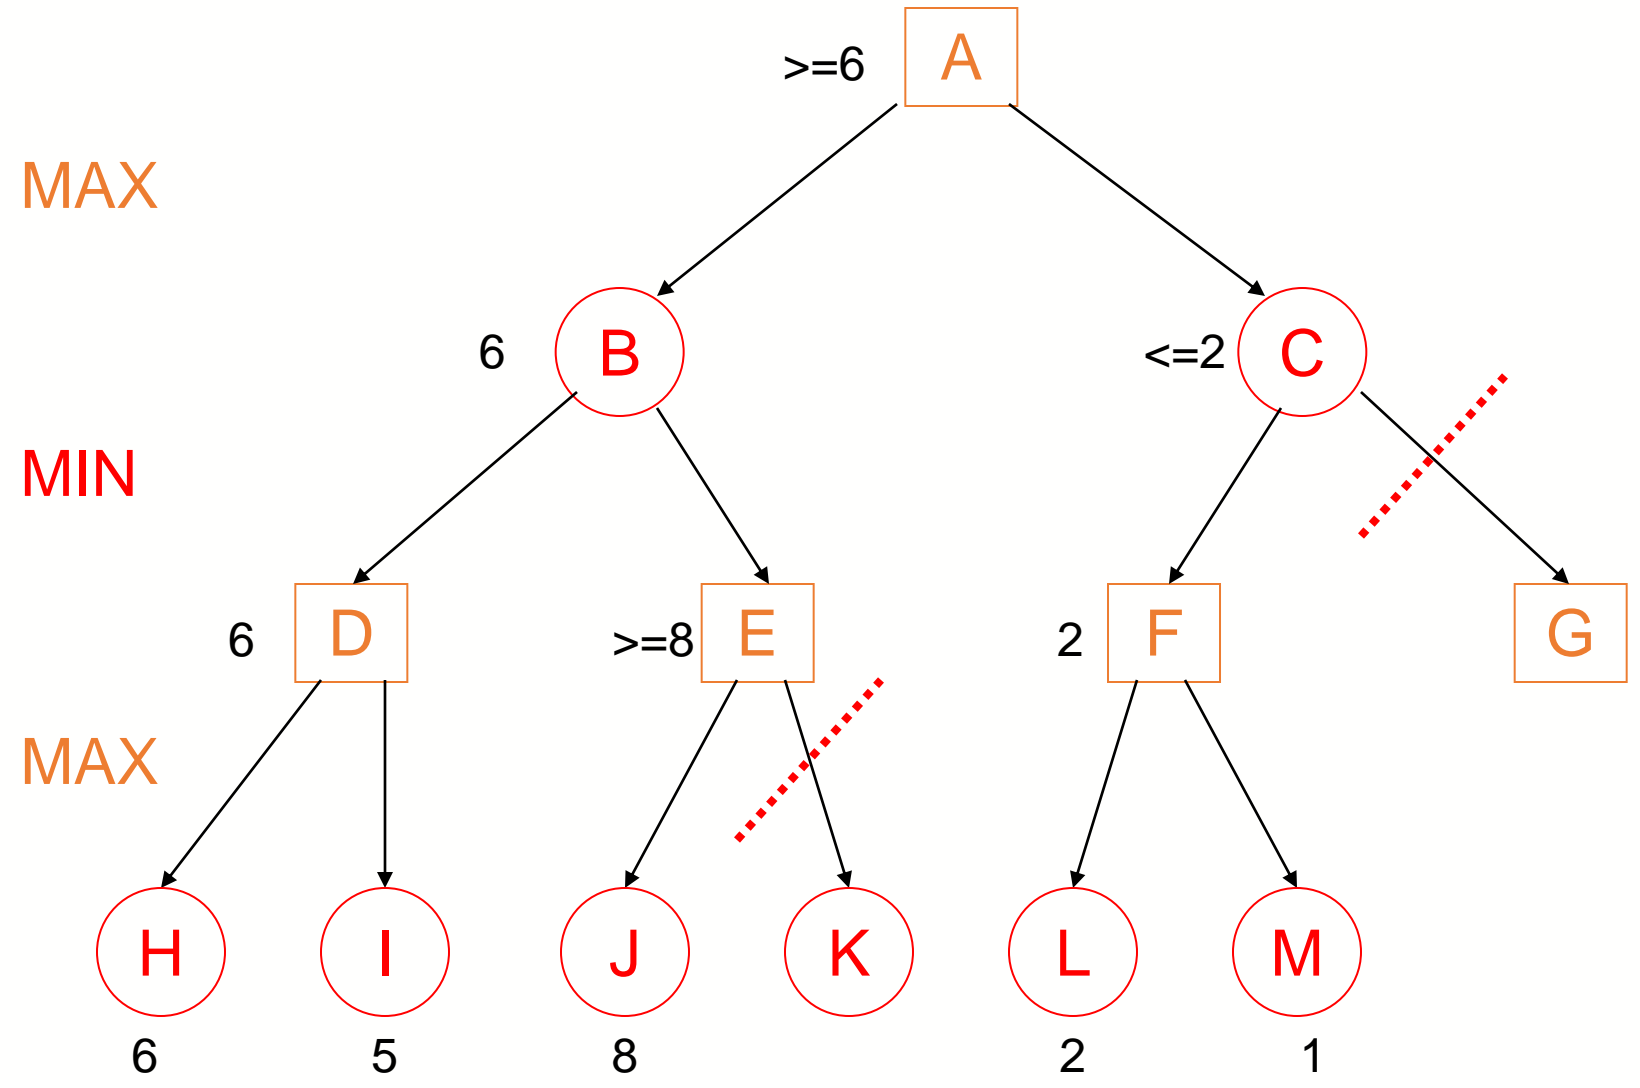 >=6 A
MAX
6 B <=2 C
MIN
6 D >=8 E 2 F G
MAX
H I J K L M
6 5 8 2 1